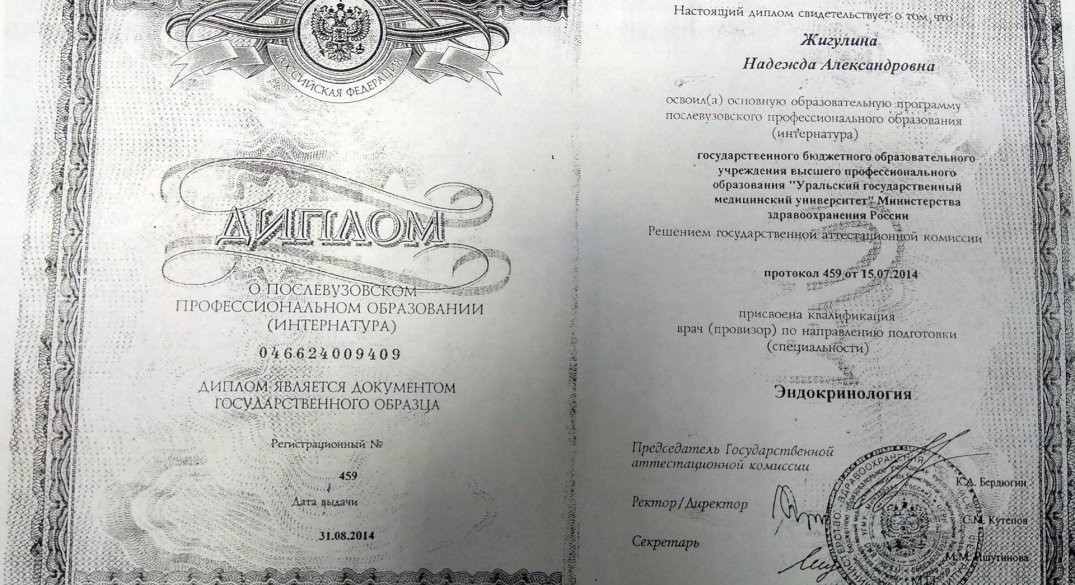 РОССИЙСКАЯ ФЕДЕРАЦИЯ
ДИПЛОМ
О ПОСЛЕВУЗОВСКОМ
ПРОФЕССИОНАЛЬНОМ ОБРАЗОВАНИИ
(ИНТЕРНАТУРА)
046624009409
ДИПЛОМ ЯВЛЯЕТСЯ ДОКУМЕНТОМ
ГОСУДАРСТВЕННОГО ОБРАЗЦА
Регистрационный №
459
Дата выдачи
31.08.2014
Настоящий диплом свидетельствует о том, что
Жигулина
Надежда Александровна
освоил(а) основную образовательную программу
послевузовского профессионального образования
(интернатура)
государственного бюджетного образовательного
учреждения высшего профессионального
образования "Уральский государственный
медицинский университет" Министерства
здравоохранения России
Решением государственной аттестационной комиссии
протокол 459 от 15.07.2014
присвоена квалификация
врач (провизор) по направлению подготовки
(специальности)
Эндокринология
Председатель Государственной
аттестационной комиссии
К.А. Бердюгин
Ректор/Директор
С.М. Кутепов
Секретарь
М.М. Ишутинова